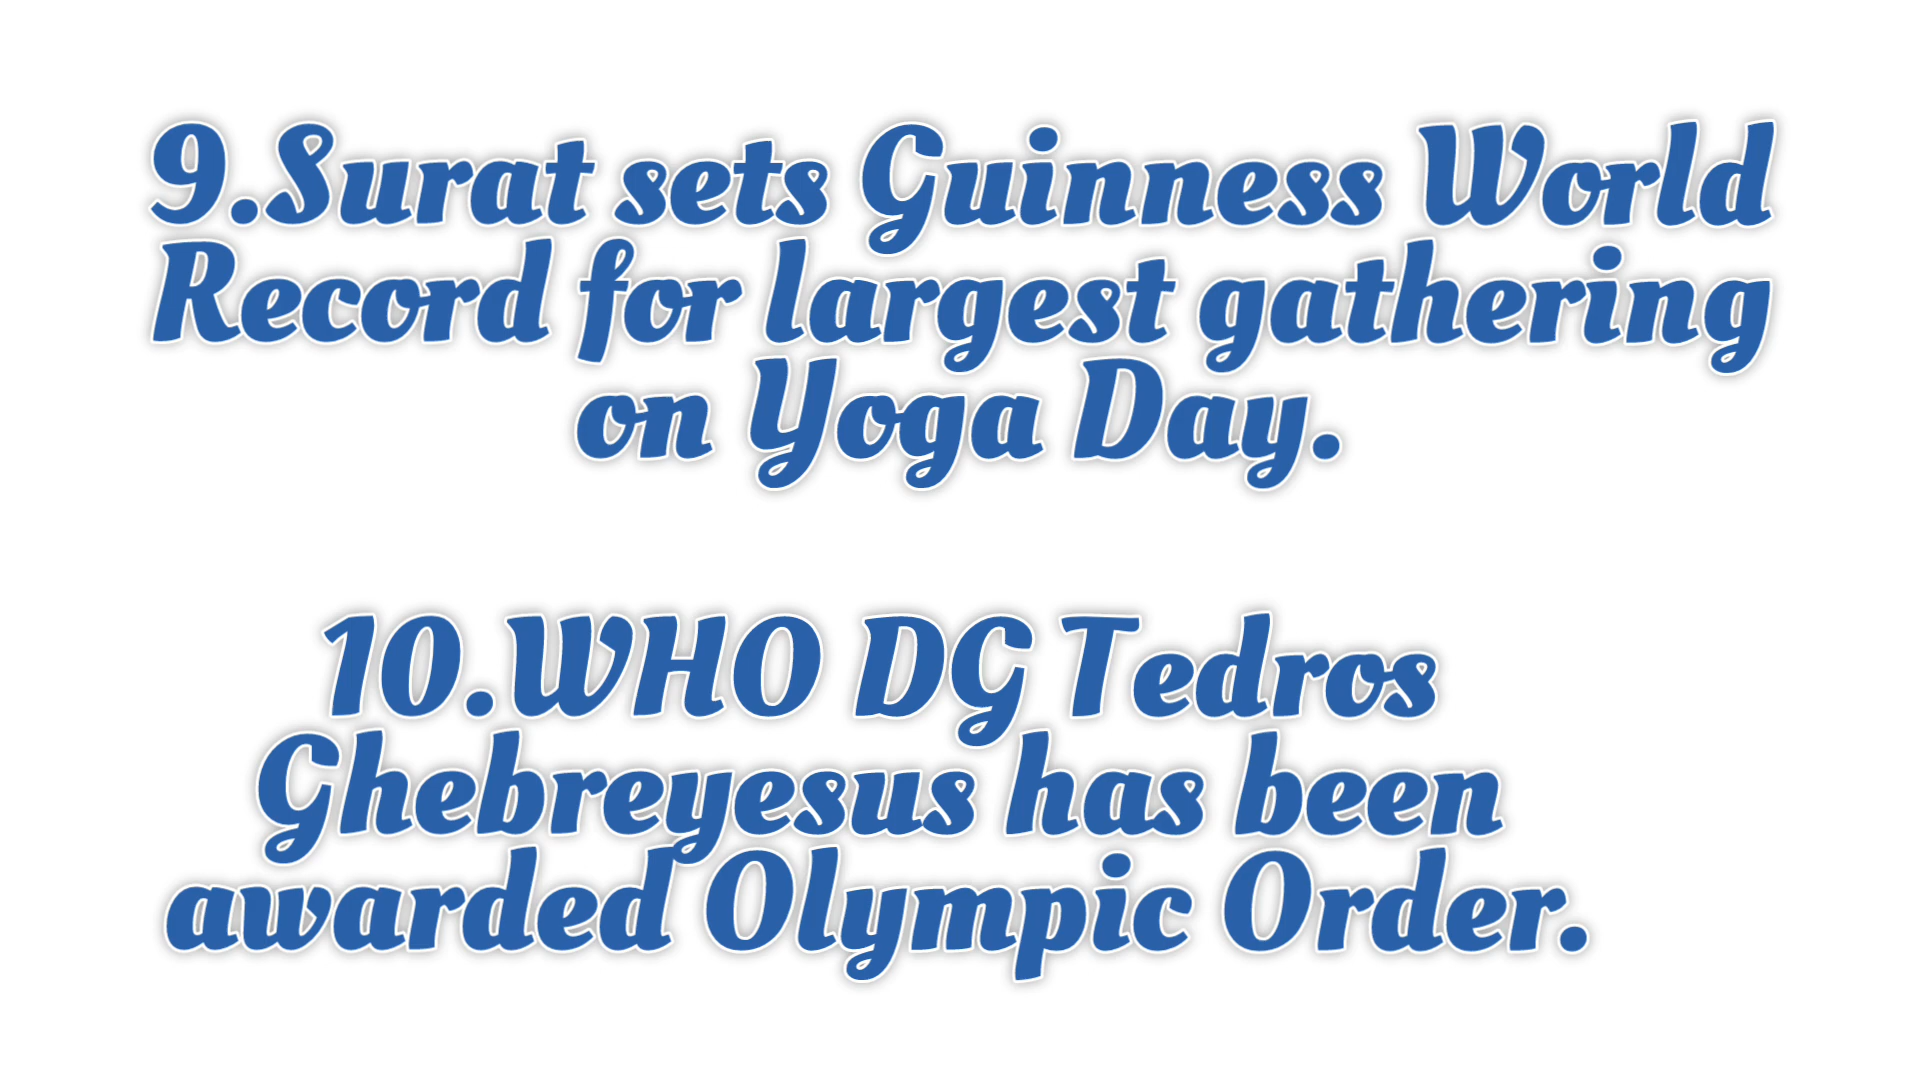 9.Surat sets Guinness World
Record for largest gathering
on Yoga Day.
10.WHO DG Tedros
Ghebreyesus has been
awarded Olympic Order.